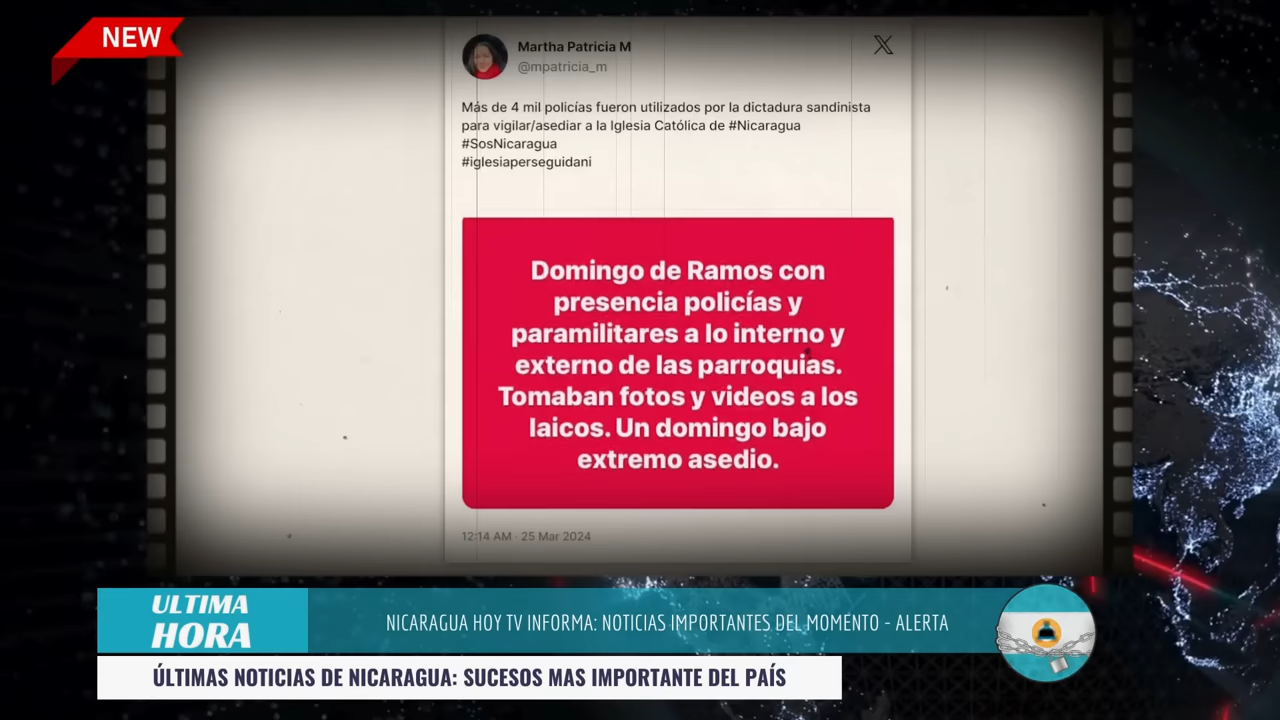 NEW
Martha Patricia M
@mpatricia_m
Más de 4 mil policías fueron utilizados por la dictadura sandinista
para vigilar/asediar a la Iglesia Católica de #Nicaragua
#SosNicaragua
#iglesiaperseguidani
Domingo de Ramos con
presencia policías y
paramilitares a lo interno y
externo de las parroquias.
Tomaban fotos y videos a los
laicos. Un domingo bajo
extremo asedio.
12:14 AM · 25 Mar 2024
ULTIMA
HORA
NICARAGUA HOY TV INFORMA: NOTICIAS IMPORTANTES DEL MOMENTO - ALERTA
ÚLTIMAS NOTICIAS DE NICARAGUA: SUCESOS MAS IMPORTANTE DEL PAÍS